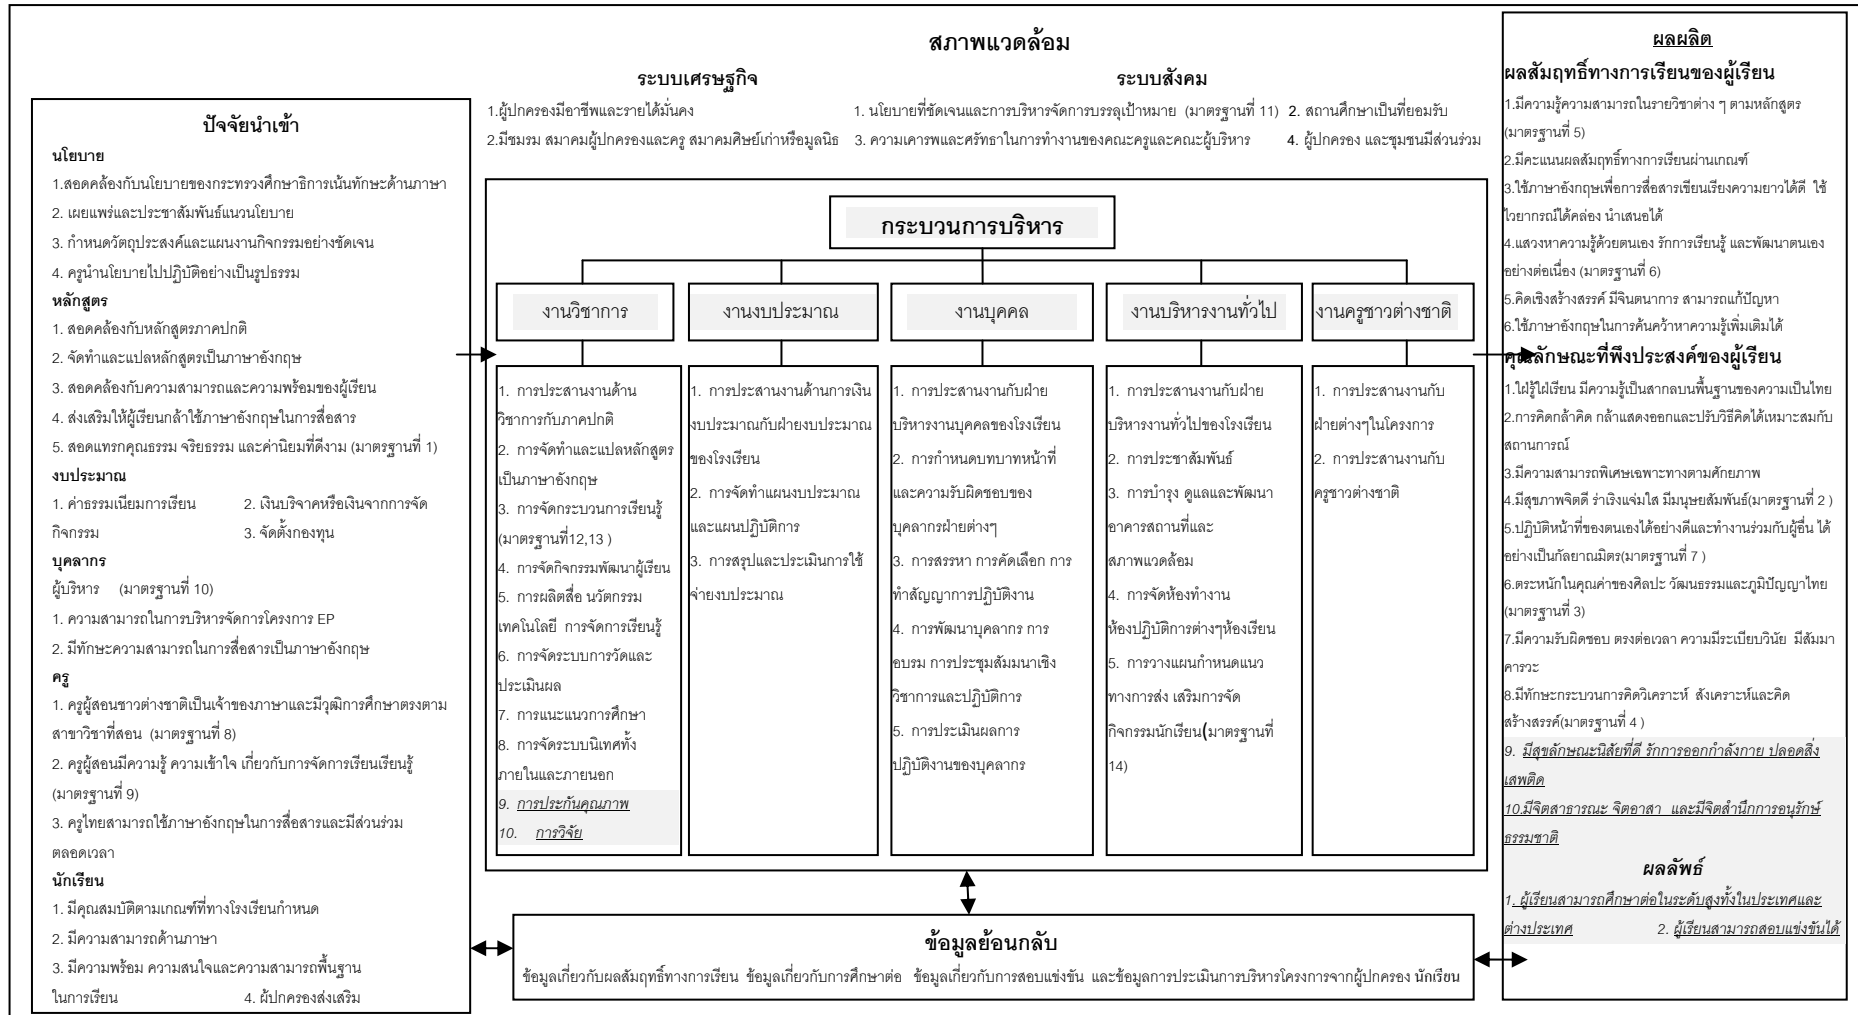 สภาพแวดล้อม
ระบบเศรษฐกิจ
1.ผู้ปกครองมีอาชีพและรายได้มั่นคง
2.มีชมรม สมาคมผู้ปกครองและครู สมาคมศิษย์เก่าหรือมูลนิธิ
ระบบสังคม
1. นโยบายที่ชัดเจนและการบริหารจัดการบรรลุเป้าหมาย (มาตรฐานที่ 11) 2. สถานศึกษาเป็นที่ยอมรับ
3. ความเคารพและศรัทธาในการทำงานของคณะครูและคณะผู้บริหาร 4. ผู้ปกครอง และชุมชนมีส่วนร่วม
ปัจจัยนำเข้า
นโยบาย
1.สอดคล้องกับนโยบายของกระทรวงศึกษาธิการเน้นทักษะด้านภาษา
2. เผยแพร่และประชาสัมพันธ์แนวนโยบาย
3. กำหนดวัตถุประสงค์และแผนงานกิจกรรมอย่างชัดเจน
4. ครูนำนโยบายไปปฏิบัติอย่างเป็นรูปธรรม
หลักสูตร
1. สอดคล้องกับหลักสูตรภาคปกติ
2. จัดทำและแปลหลักสูตรเป็นภาษาอังกฤษ
3. สอดคล้องกับความสามารถและความพร้อมของผู้เรียน
4. ส่งเสริมให้ผู้เรียนกล้าใช้ภาษาอังกฤษในการสื่อสาร
5. สอดแทรกคุณธรรม จริยธรรม และค่านิยมที่ดีงาม (มาตรฐานที่ 1)
งบประมาณ
1. ค่าธรรมเนียมการเรียน 2. เงินบริจาคหรือเงินจากการจัด
กิจกรรม 3. จัดตั้งกองทุน
บุคลากร
ผู้บริหาร (มาตรฐานที่ 10)
1. ความสามารถในการบริหารจัดการโครงการ EP
2. มีทักษะความสามารถในการสื่อสารเป็นภาษาอังกฤษ
ครู
1. ครูผู้สอนชาวต่างชาติเป็นเจ้าของภาษาและมีวุฒิการศึกษาตรงตาม
สาขาวิชาที่สอน (มาตรฐานที่ 8)
2. ครูผู้สอนมีความรู้ ความเข้าใจ เกี่ยวกับการจัดการเรียนเรียนรู้
(มาตรฐานที่ 9)
3. ครูไทยสามารถใช้ภาษาอังกฤษในการสื่อสารและมีส่วนร่วม
ตลอดเวลา
นักเรียน
1. มีคุณสมบัติตามเกณฑ์ที่ทางโรงเรียนกำหนด
2. มีความสามารถด้านภาษา
3. มีความพร้อม ความสนใจและความสามารถพื้นฐาน
ในการเรียน 4. ผู้ปกครองส่งเสริม
กระบวนการบริหาร
งานวิชาการ
1. การประสานงานด้าน
วิชาการกับภาคปกติ
2. การจัดทำและแปลหลักสูตร
เป็นภาษาอังกฤษ
3. การจัดกระบวนการเรียนรู้
(มาตรฐานที่12,13 )
4. การจัดกิจกรรมพัฒนาผู้เรียน
5. การผลิตสื่อ นวัตกรรม
เทคโนโลยี การจัดการเรียนรู้
6. การจัดระบบการวัดและ
ประเมินผล
7. การแนะแนวการศึกษา
8. การจัดระบบนิเทศทั้ง
ภายในและภายนอก
9. การประกันคุณภาพ
10. การวิจัย
งานงบประมาณ
1. การประสานงานด้านการเงิน
งบประมาณกับฝ่ายงบประมาณ
ของโรงเรียน
2. การจัดทำแผนงบประมาณ
และแผนปฏิบัติการ
3. การสรุปและประเมินการใช้
จ่ายงบประมาณ
งานบุคคล
1. การประสานงานกับฝ่าย
บริหารงานบุคคลของโรงเรียน
2. การกำหนดบทบาทหน้าที่
และความรับผิดชอบของ
บุคลากรฝ่ายต่างๆ
3. การสรรหา การคัดเลือก การ
ทำสัญญาการปฏิบัติงาน
4. การพัฒนาบุคลากร การ
อบรม การประชุมสัมมนาเชิง
วิชาการและปฏิบัติการ
5. การประเมินผลการ
ปฏิบัติงานของบุคลากร
งานบริหารงานทั่วไป
1. การประสานงานกับฝ่าย
บริหารงานทั่วไปของโรงเรียน
2. การประชาสัมพันธ์
3. การบำรุง ดูแลและพัฒนา
อาคารสถานที่และ
สภาพแวดล้อม
4. การจัดห้องทำงาน
ห้องปฏิบัติการต่างๆห้องเรียน
5. การวางแผนกำหนดแนว
ทางการส่ง เสริมการจัด
กิจกรรมนักเรียน(มาตรฐานที่
14)
งานครูชาวต่างชาติ
1. การประสานงานกับ
ฝ่ายต่างๆในโครงการ
2. การประสานงานกับ
ครูชาวต่างชาติ
ข้อมูลย้อนกลับ
ข้อมูลเกี่ยวกับผลสัมฤทธิ์ทางการเรียน ข้อมูลเกี่ยวกับการศึกษาต่อ ข้อมูลเกี่ยวกับการสอบแข่งขัน และข้อมูลการประเมินการบริหารโครงการจากผู้ปกครอง นักเรียน
ผลผลิต
ผลสัมฤทธิ์ทางการเรียนของผู้เรียน
1.มีความรู้ความสามารถในรายวิชาต่าง ๆ ตามหลักสูตร
(มาตรฐานที่ 5)
2.มีคะแนนผลสัมฤทธิ์ทางการเรียนผ่านเกณฑ์
3.ใช้ภาษาอังกฤษเพื่อการสื่อสารเขียนเรียงความยาวได้ดี ใช้
ไวยากรณ์ได้คล่อง นำเสนอได้
4.แสวงหาความรู้ด้วยตนเอง รักการเรียนรู้ และพัฒนาตนเอง
อย่างต่อเนื่อง (มาตรฐานที่ 6)
5.คิดเชิงสร้างสรรค์ มีจินตนาการ สามารถแก้ปัญหา
6.ใช้ภาษาอังกฤษในการค้นคว้าหาความรู้เพิ่มเติมได้
คุณลักษณะที่พึงประสงค์ของผู้เรียน
1.ใฝ่รู้ใฝ่เรียน มีความรู้เป็นสากลบนพื้นฐานของความเป็นไทย
2.การคิดกล้าคิด กล้าแสดงออกและปรับวิธีคิดได้เหมาะสมกับ
สถานการณ์
3.มีความสามารถพิเศษเฉพาะทางตามศักยภาพ
4.มีสุขภาพจิตดี ร่าเริงแจ่มใส มีมนุษยสัมพันธ์(มาตรฐานที่ 2 )
5.ปฏิบัติหน้าที่ของตนเองได้อย่างดีและทำงานร่วมกับผู้อื่น ได้
อย่างเป็นกัลยาณมิตร(มาตรฐานที่ 7 )
6.ตระหนักในคุณค่าของศิลปะ วัฒนธรรมและภูมิปัญญาไทย
(มาตรฐานที่ 3)
7.มีความรับผิดชอบ ตรงต่อเวลา ความมีระเบียบวินัย มีสัมมา
คารวะ
8.มีทักษะกระบวนการคิดวิเคราะห์ สังเคราะห์และคิด
สร้างสรรค์(มาตรฐานที่ 4 )
9. มีสุขลักษณะนิสัยที่ดี รักการออกกำลังกาย ปลอดสิ่ง
เสพติด
10.มีจิตสาธารณะ จิตอาสา และมีจิตสำนึกการอนุรักษ์
ธรรมชาติ
ผลลัพธ์
1. ผู้เรียนสามารถศึกษาต่อในระดับสูงทั้งในประเทศและ
ต่างประเทศ 2. ผู้เรียนสามารถสอบแข่งขันได้